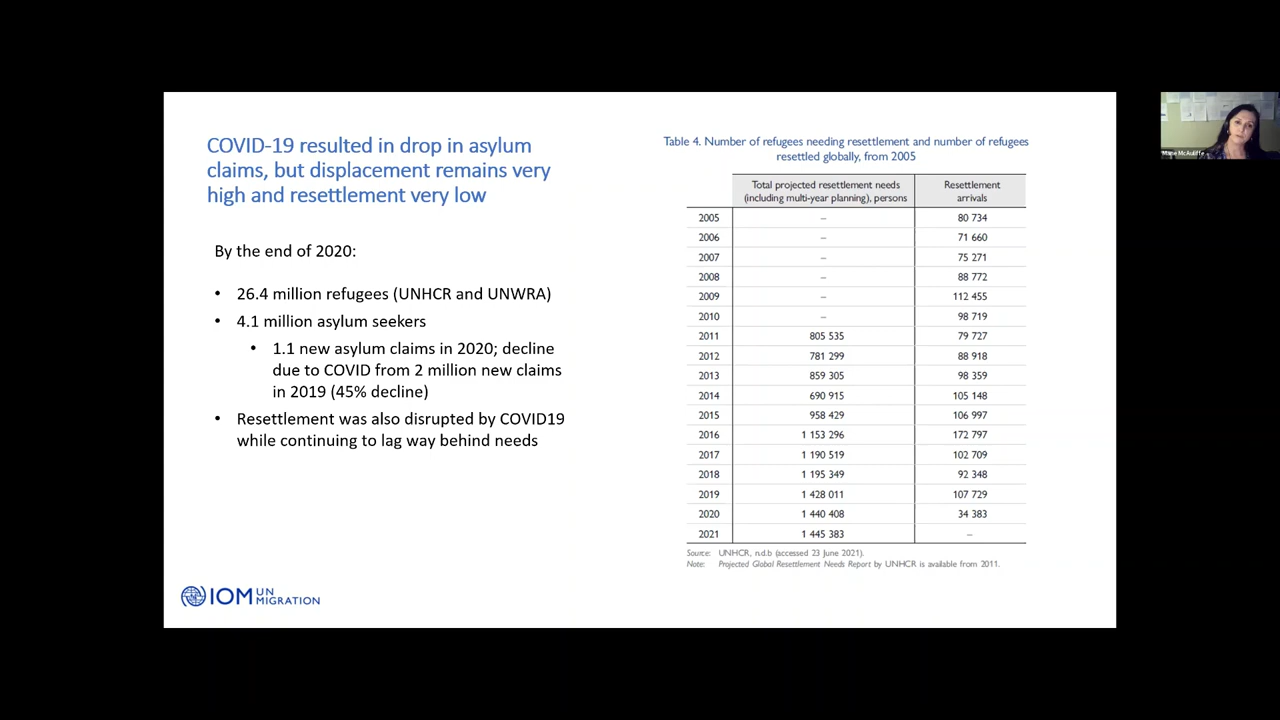 COVID-19 resulted in drop in asylum
claims, but displacement remains very
high and resettlement very low
By the end of 2020:
• 26.4 million refugees (UNHCR and UNWRA)
• 4.1 million asylum seekers
• 1.1 new asylum claims in 2020; decline
due to COVID from 2 million new claims
in 2019 (45% decline)
• Resettlement was also disrupted by COVID19
while continuing to lag way behind needs
IOM UN
MIGRATION
Table 4. Number of refugees needing resettlement and number of refugees
resettled globally, from 2005
Total projected resettlement needs
(including multi-year planning), persons
Resettlement
arrivals
2005 – 80 734
2006 – 71 660
2007 – 75 271
2008 – 88 772
2009 – 112 455
2010 – 98 719
2011 805 535 79 727
2012 781 299 88 918
2013 859 305 98 359
2014 690 915 105 148
2015 958 429 106 997
2016 1 153 296 172 797
2017 1 190 519 102 709
2018 1 195 349 92 348
2019 1 428 011 107 729
2020 1 440 408 34 383
2021 1 445 383 –
Source: UNHCR, n.d.b (accessed 23 June 2021).
Note: Projected Global Resettlement Needs Report by UNHCR is available from 2011.
Marie McAuliffe